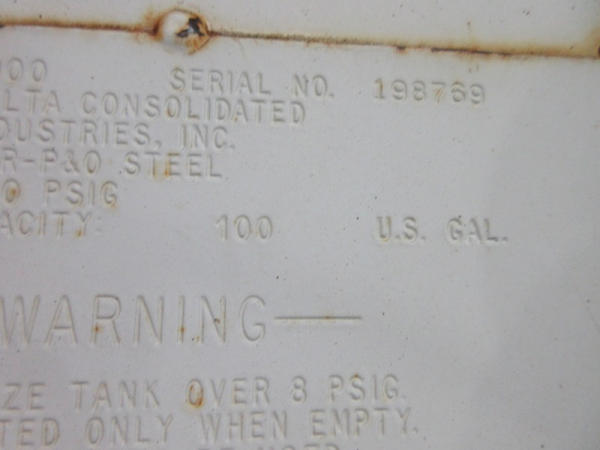 000 SERIAL NO. 198769
LTA CONSOLIDATED
DUSTRIES, INC.
R-P&O STEEL
0 PSIG
ACITY: 100 U.S. GAL.
WARNING—
ZE TANK OVER 8 PSIG.
TED ONLY WHEN EMPTY.